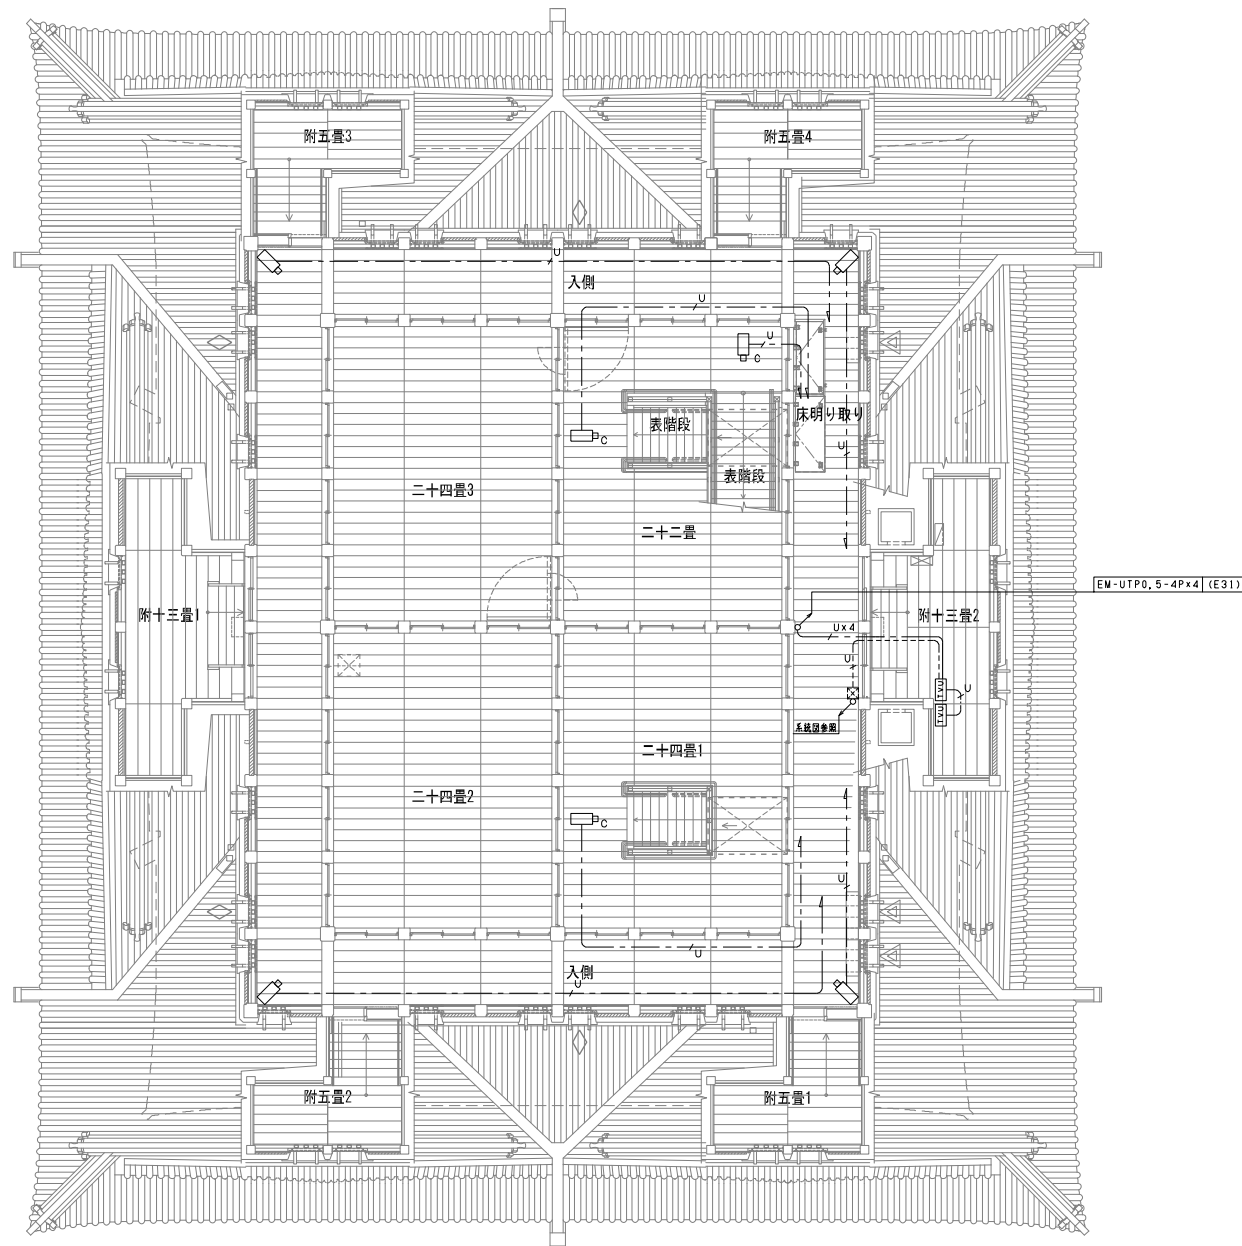 附五畳3
附五畳4
U
入側
U
U
C
床明り取り
表階段
C
U
表階段
二十四畳3
二十二畳
EM-UTP0.5-4P×4 (E31)
附十三畳1
附十三畳2
U×4
U
TVU
U
TVU
系統図参照
二十四畳1
二十四畳2
C
U
U
入側
U
附五畳2
附五畳1